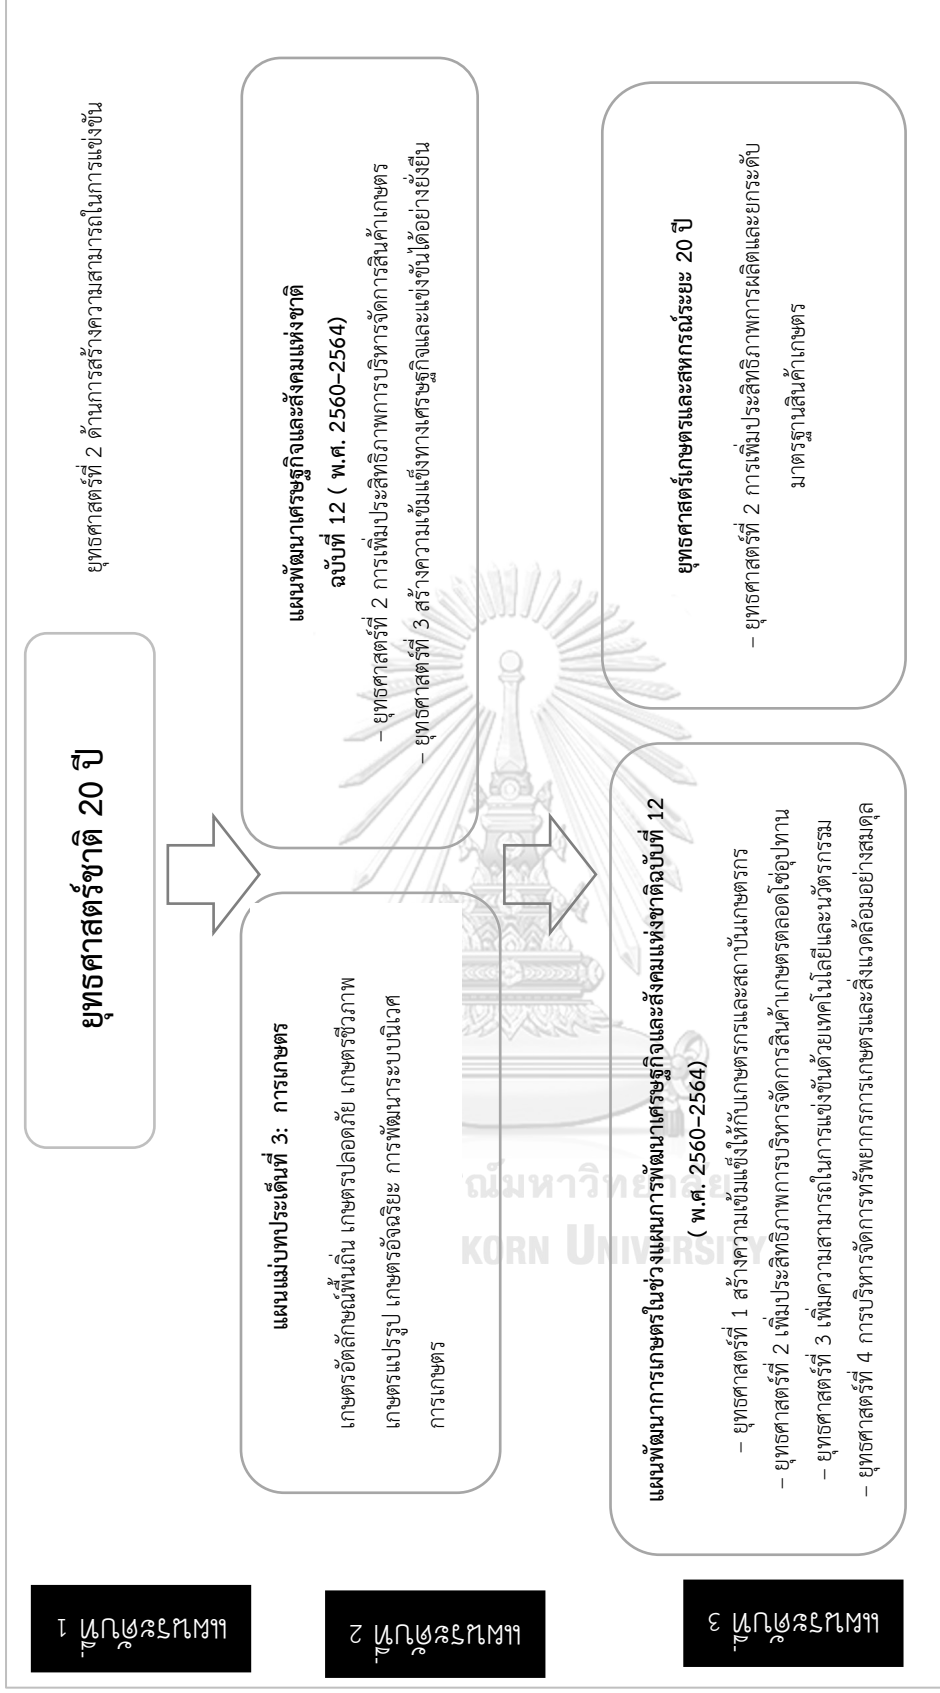 แผนระดับที่ 1
ยุทธศาสตร์ชาติ 20 ปี
ยุทธศาสตร์ที่ 2 ด้านการสร้างความสามารถในการแข่งขัน
แผนระดับที่ 2
แผนแม่บทประเด็นที่ 3: การเกษตร
เกษตรอัตลักษณ์พื้นถิ่น เกษตรปลอดภัย เกษตรชีวภาพ
เกษตรแปรรูป เกษตรอัจฉริยะ การพัฒนาระบบนิเวศ
การเกษตร
แผนพัฒนาเศรษฐกิจและสังคมแห่งชาติ
ฉบับที่ 12 ( พ.ศ. 2560–2564)
– ยุทธศาสตร์ที่ 2 การเพิ่มประสิทธิภาพการบริหารจัดการสินค้าเกษตร
– ยุทธศาสตร์ที่ 3 สร้างความเข้มแข็งทางเศรษฐกิจและแข่งขันได้อย่างยั่งยืน
แผนระดับที่ 3
แผนพัฒนาการเกษตรในช่วงแผนการพัฒนาเศรษฐกิจและสังคมแห่งชาติฉบับที่ 12
( พ.ศ. 2560–2564)
– ยุทธศาสตร์ที่ 1 สร้างความเข้มแข็งให้กับเกษตรกรและสถาบันเกษตรกร
– ยุทธศาสตร์ที่ 2 เพิ่มประสิทธิภาพการบริหารจัดการสินค้าเกษตรตลอดโซ่อุปทาน
– ยุทธศาสตร์ที่ 3 เพิ่มความสามารถในการแข่งขันด้วยเทคโนโลยีและนวัตกรรม
– ยุทธศาสตร์ที่ 4 การบริหารจัดการทรัพยากรการเกษตรและสิ่งแวดล้อมอย่างสมดุล
ยุทธศาสตร์เกษตรและสหกรณ์ระยะ 20 ปี
– ยุทธศาสตร์ที่ 2 การเพิ่มประสิทธิภาพการผลิตและยกระดับ
มาตรฐานสินค้าเกษตร
ณ์มหาวิทยาลัย
KORN UNIVERSITY